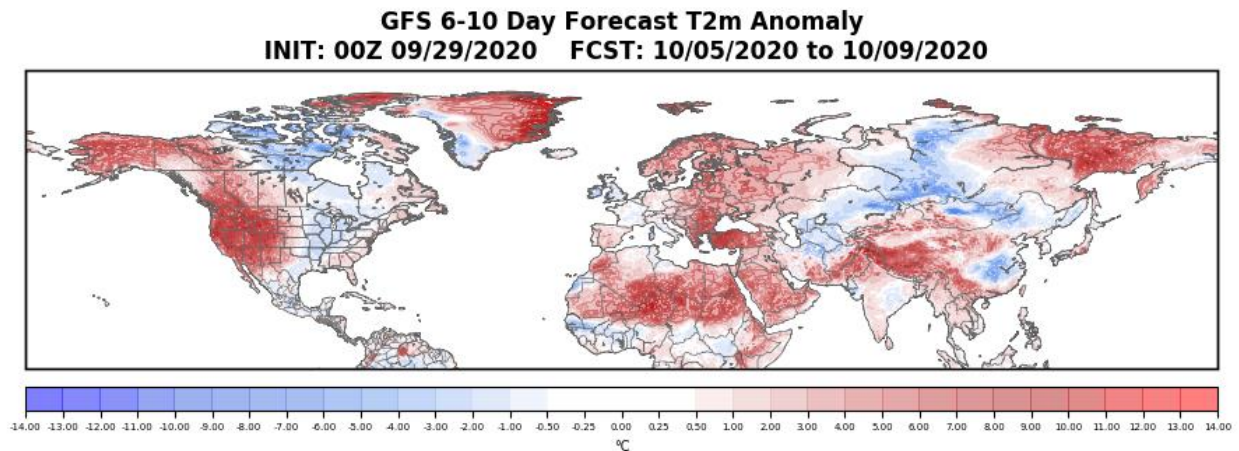 GFS 6-10 Day Forecast T2m Anomaly
INIT: 00Z 09/29/2020 FCST: 10/05/2020 to 10/09/2020
-14.00 -13.00 -12.00 -11.00 -10.00 -9.00 -8.00 -7.00 -6.00 -5.00 -4.00 -3.00 -2.00 -1.00 -0.50 -0.25 0.00 0.25 0.50 1.00 2.00 3.00 4.00 5.00 6.00 7.00 8.00 9.00 10.00 11.00 12.00 13.00 14.00
°C